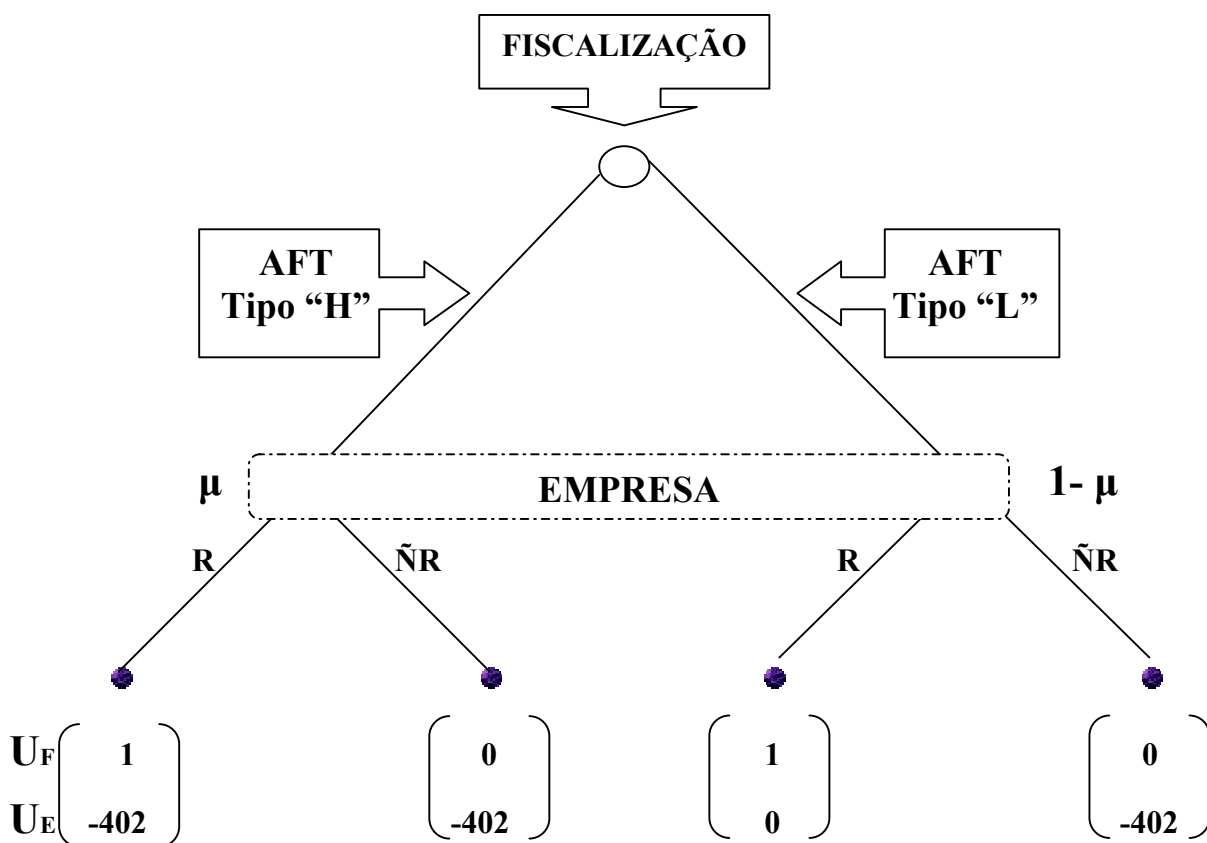 FISCALIZAÇÃO
AFT
Tipo “H”
AFT
Tipo “L”
μ
EMPRESA
1- μ
R
ÑR
R
ÑR
UF 1 0 1 0
UE -402 -402 0 -402